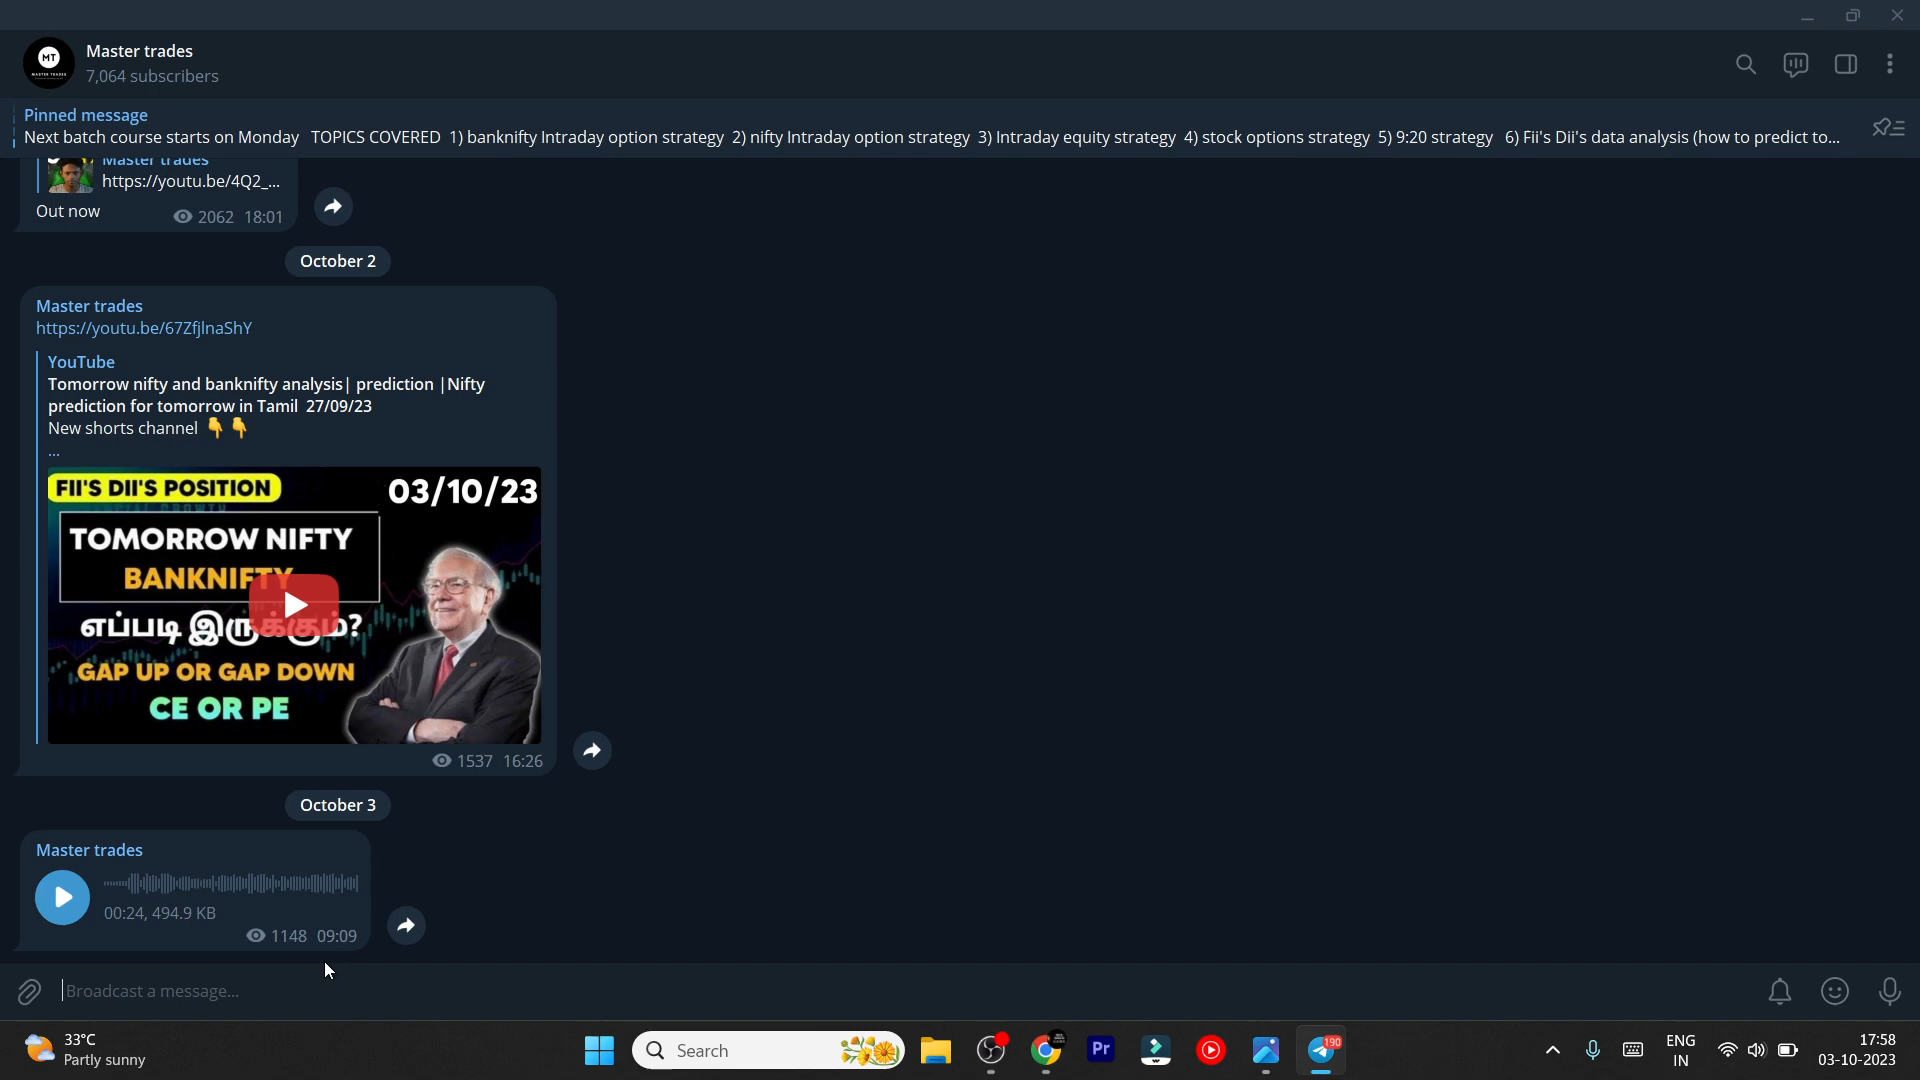 Master trades
7,064 subscribers
Pinned message
Next batch course starts on Monday TOPICS COVERED 1) banknifty Intraday option strategy 2) nifty Intraday option strategy 3) Intraday equity strategy 4) stock options strategy 5) 9:20 strategy 6) Fii's Dii's data analysis (how to predict to...
Master trades
https://youtu.be/4Q2_...
Out now
2062 18:01
October 2
Master trades
https://youtu.be/67ZfjlnaShY
YouTube
Tomorrow nifty and banknifty analysis| prediction |Nifty
prediction for tomorrow in Tamil 27/09/23
New shorts channel 👇👇
...
FII'S DII'S POSITION
03/10/23
TOMORROW NIFTY
BANKNIFTY
எப்படி இருக்கும்?
GAP UP OR GAP DOWN
CE OR PE
1537 16:26
October 3
Master trades
00:24, 494.9 KB
1148 09:09
Broadcast a message...
33°C
Partly sunny
Search
Pr
190
ENG
IN
17:58
03-10-2023